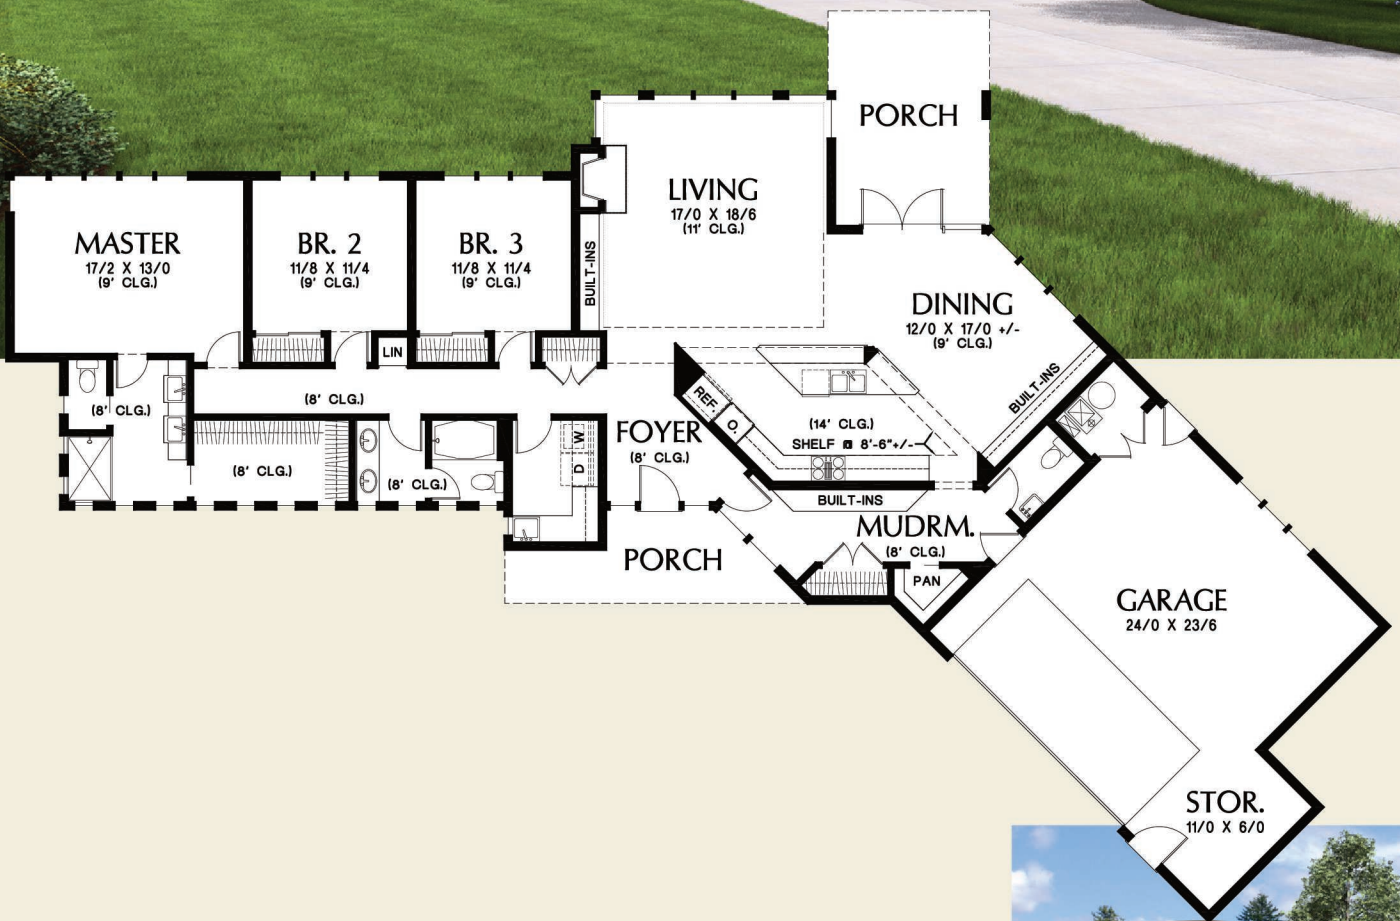 PORCH
LIVING
17/0 X 18/6
(11' CLG.)
MASTER
17/2 X 13/0
(9' CLG.)
BR. 2
11/8 X 11/4
(9' CLG.)
BR. 3
11/8 X 11/4
(9' CLG.)
BUILT-INS
DINING
12/0 X 17/0 +/-
(9' CLG.)
LIN
BUILT-INS
REF.
O.
(8' CLG.)
(8' CLG.)
(14' CLG.)
SHELF @ 8'-6"+/-
FOYER
(8' CLG.)
W
D
(8' CLG.)
(8' CLG.)
BUILT-INS
MUDRM.
(8' CLG.)
PORCH
PAN
GARAGE
24/0 X 23/6
STOR.
11/0 X 6/0